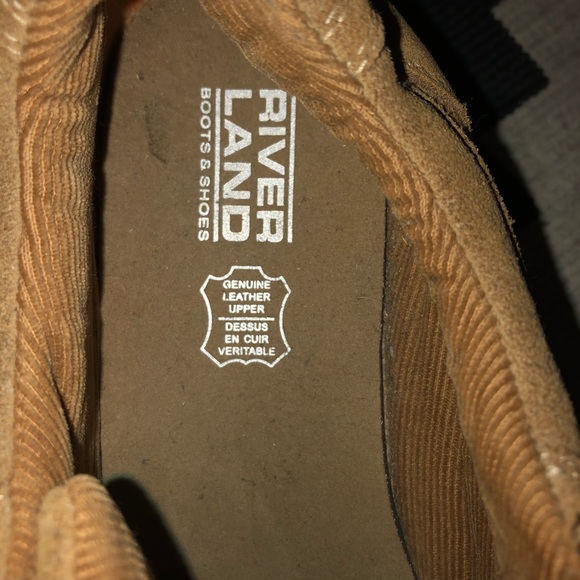 RIVER
LAND
BOOTS & SHOES
GENUINE
LEATHER
UPPER
DESSUS
EN CUIR
VERITABLE